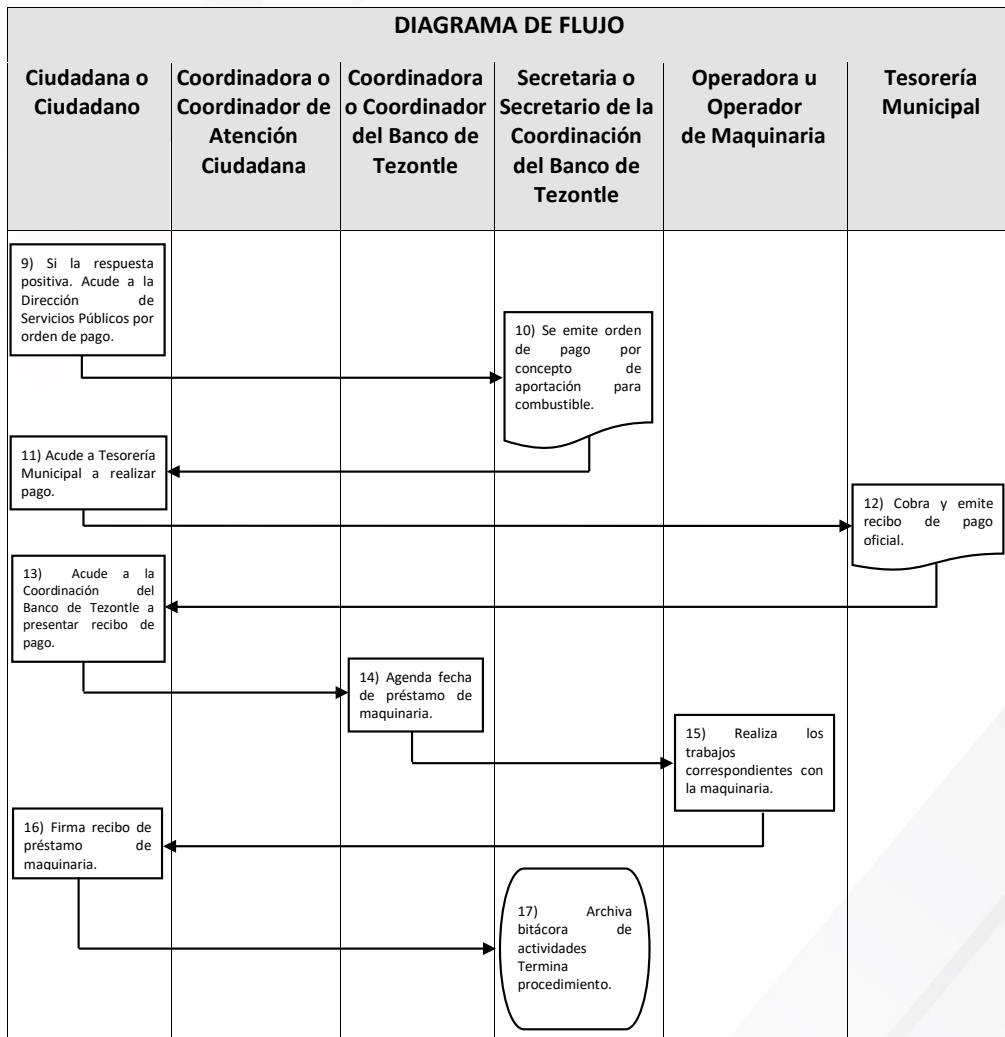 DIAGRAMA DE FLUJO
Ciudadana o
Ciudadano
Coordinadora o
Coordinador de
Atención
Ciudadana
Coordinadora
o Coordinador
del Banco de
Tezontle
Secretaria o
Secretario de la
Coordinación
del Banco de
Tezontle
Operadora u
Operador
de Maquinaria
Tesorería
Municipal
9) Si la respuesta
positiva. Acude a la
Dirección de
Servicios Públicos por
orden de pago.
10) Se emite orden
de pago por
concepto de
aportación para
combustible.
11) Acude a Tesorería
Municipal a realizar
pago.
12) Cobra y emite
recibo de pago
oficial.
13) Acude a la
Coordinación del
Banco de Tezontle a
presentar recibo de
pago.
14) Agenda fecha
de préstamo de
maquinaria.
15) Realiza los
trabajos
correspondientes con
la maquinaria.
16) Firma recibo de
préstamo de
maquinaria.
17) Archiva
bitácora de
actividades
Termina
procedimiento.